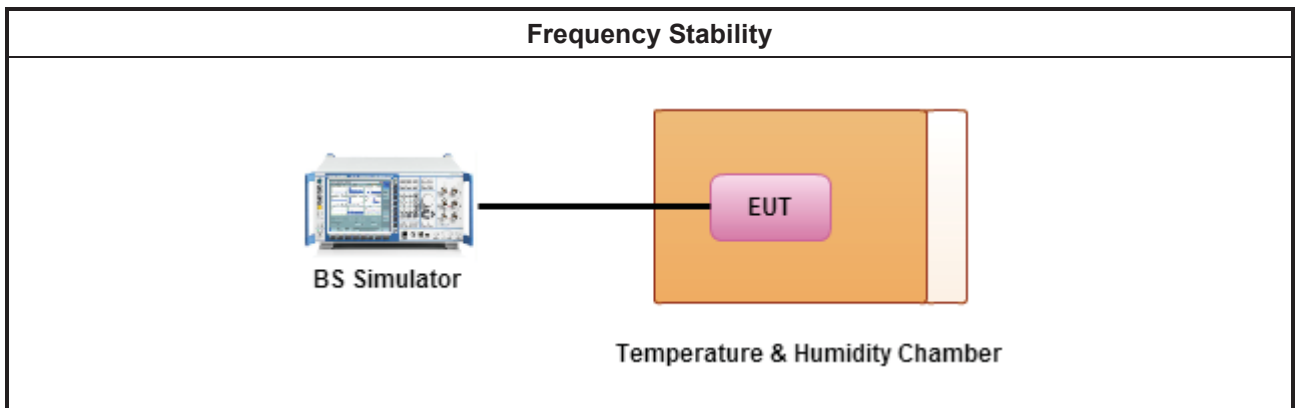 Frequency Stability
EUT
BS Simulator
Temperature & Humidity Chamber